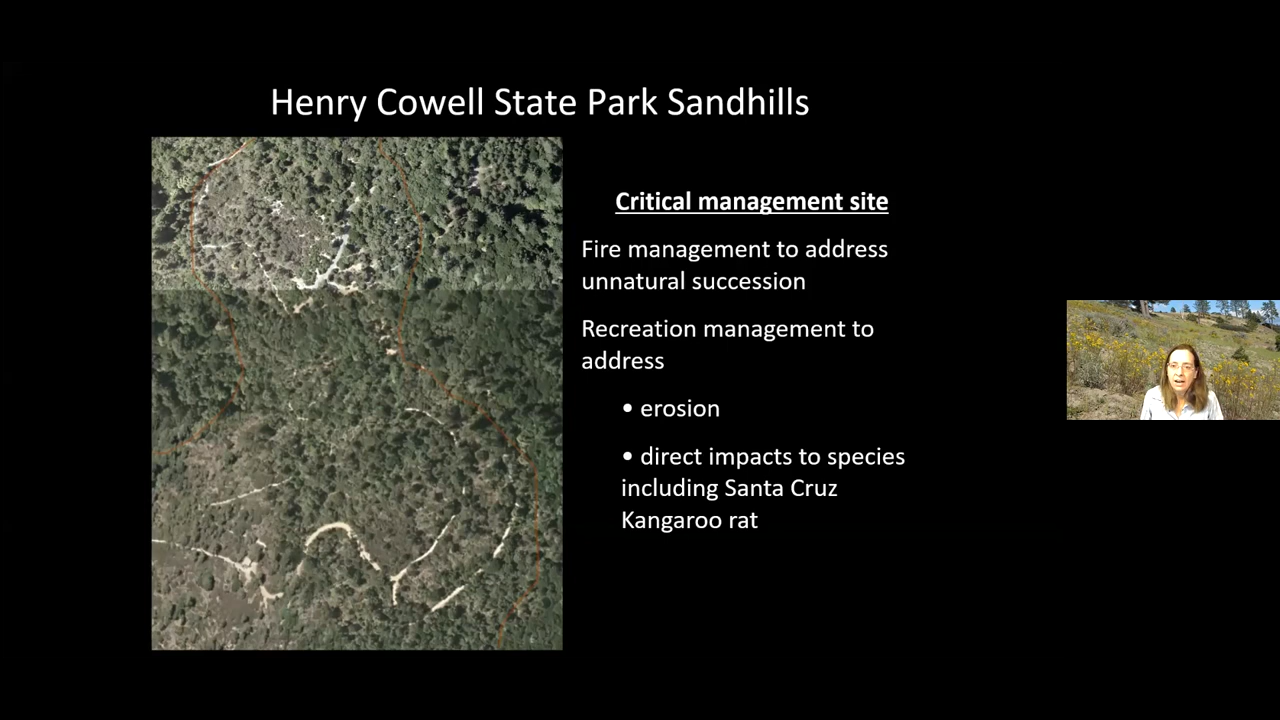 Henry Cowell State Park Sandhills
Critical management site
Fire management to address
unnatural succession
Recreation management to
address
• erosion
• direct impacts to species
including Santa Cruz
Kangaroo rat